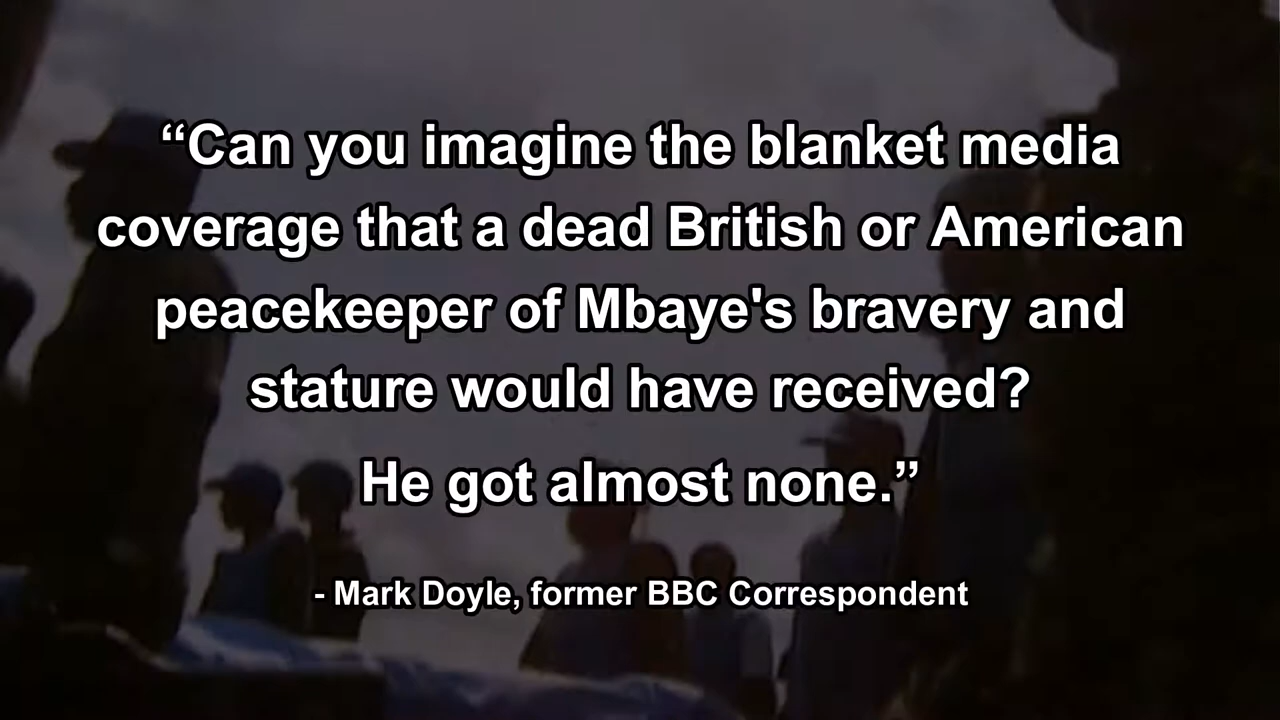 “Can you imagine the blanket media
coverage that a dead British or American
peacekeeper of Mbaye's bravery and
stature would have received?
He got almost none.”
- Mark Doyle, former BBC Correspondent